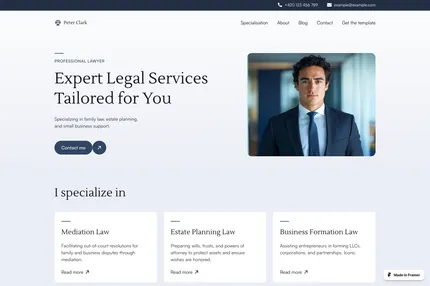 +420 123 456 789 example@example.com
Peter Clark Specialisation About Blog Contact Get the template
PROFESSIONAL LAWYER
Expert Legal Services
Tailored for You
Specializing in family law, estate planning,
and small business support.
Contact me
I specialize in
Mediation Law
Facilitating out-of-court resolutions for
family and business disputes through
mediation.
Read more
Estate Planning Law
Preparing wills, trusts, and powers of
attorney to protect assets and ensure
wishes are honored.
Read more
Business Formation Law
Assisting entrepreneurs in forming LLCs,
corporations, and partnerships. Iconic
Read more
Made in Framer